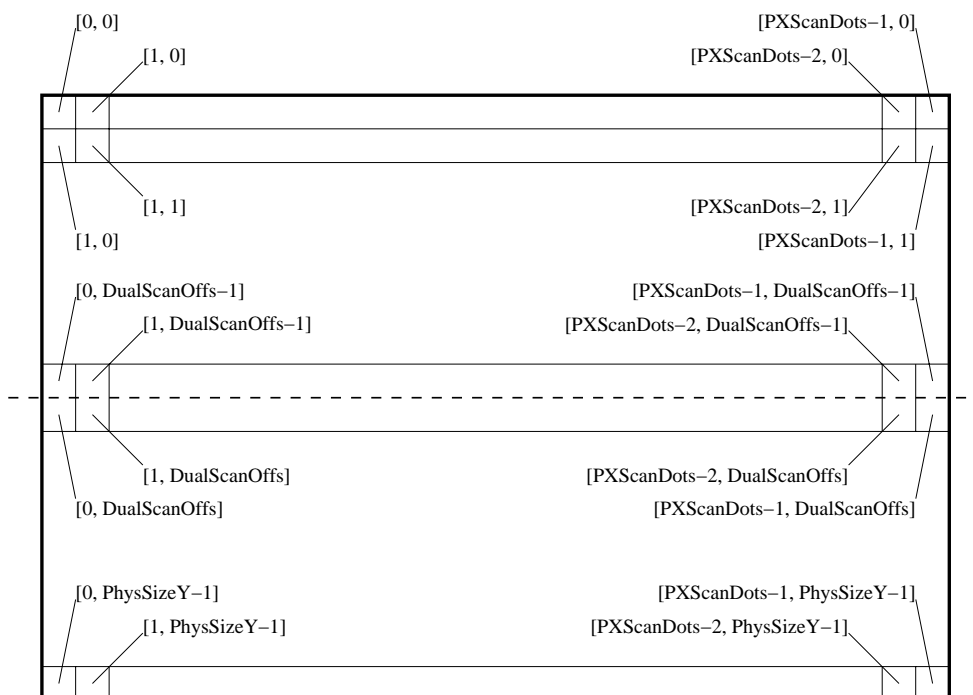 [0, 0] [PXScanDots−1, 0]
[1, 0] [PXScanDots−2, 0]
[1, 1] [PXScanDots−2, 1]
[1, 0] [PXScanDots−1, 1]
[0, DualScanOffs−1] [PXScanDots−1, DualScanOffs−1]
[1, DualScanOffs−1] [PXScanDots−2, DualScanOffs−1]
[1, DualScanOffs] [PXScanDots−2, DualScanOffs]
[0, DualScanOffs] [PXScanDots−1, DualScanOffs]
[0, PhysSizeY−1] [PXScanDots−1, PhysSizeY−1]
[1, PhysSizeY−1] [PXScanDots−2, PhysSizeY−1]